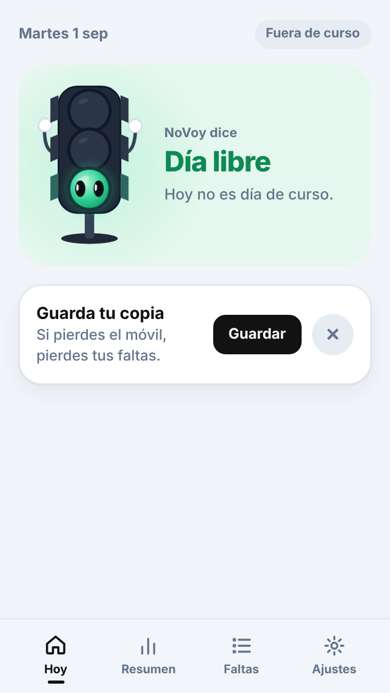 Martes 1 sep
Fuera de curso
NoVoy dice
Día libre
Hoy no es día de curso.
Guarda tu copia
Si pierdes el móvil,
pierdes tus faltas.
Guardar
Hoy
Resumen
Faltas
Ajustes